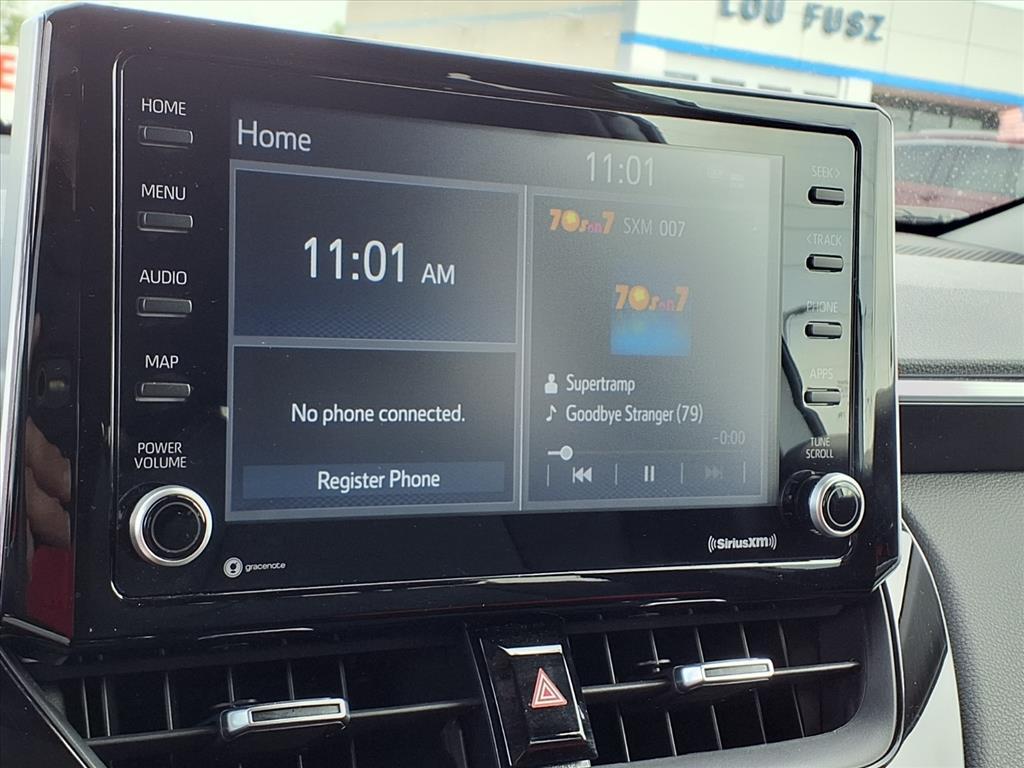 LOU FUSZ
HOME
MENU
AUDIO
MAP
POWER
VOLUME
Home
11:01
11:01 AM
No phone connected.
Register Phone
70s on 7 SXM 007
70s on 7
Supertramp
Goodbye Stranger (79)
-0:00
SEEK>
<TRACK
PHONE
APPS
TUNE
SCROLL
gracenote
((SiriusXM))